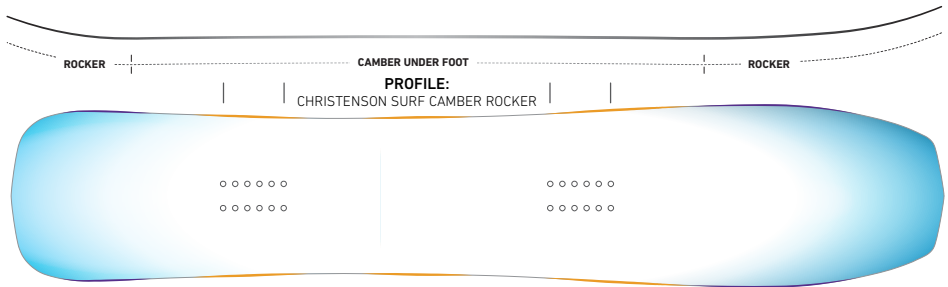 ROCKER
CAMBER UNDER FOOT
ROCKER
PROFILE:
CHRISTENSON SURF CAMBER ROCKER